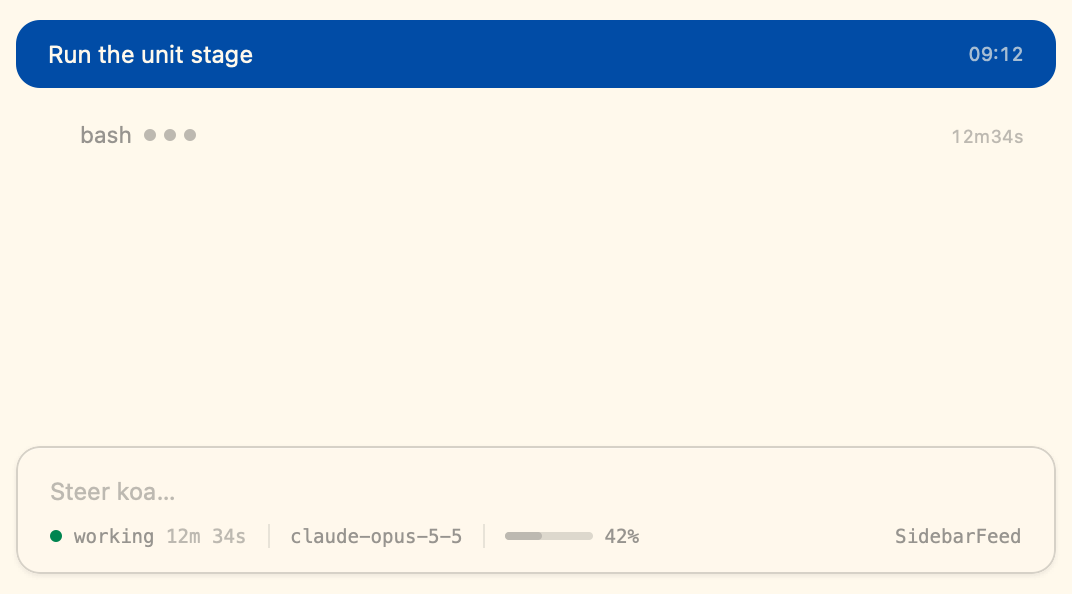 Run the unit stage 09:12
bash 12m34s
Steer koa...
working 12m 34s claude-opus-5-5 42% SidebarFeed